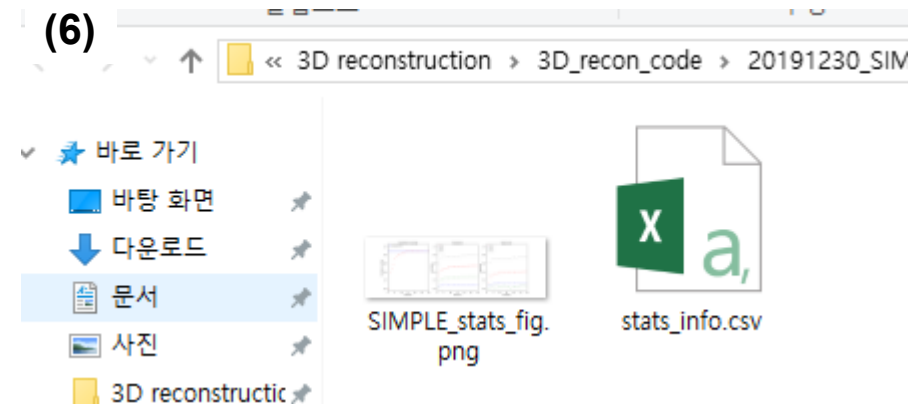 (6)
« 3D reconstruction › 3D_recon_code › 20191230_SIM
바로 가기
바탕 화면
다운로드
문서
사진
3D reconstructic
SIMPLE_stats_fig.
png
stats_info.csv